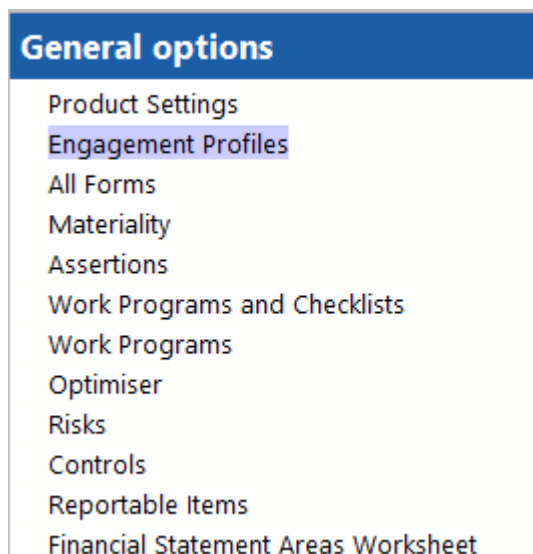 General options
Product Settings
Engagement Profiles
All Forms
Materiality
Assertions
Work Programs and Checklists
Work Programs
Optimiser
Risks
Controls
Reportable Items
Financial Statement Areas Worksheet